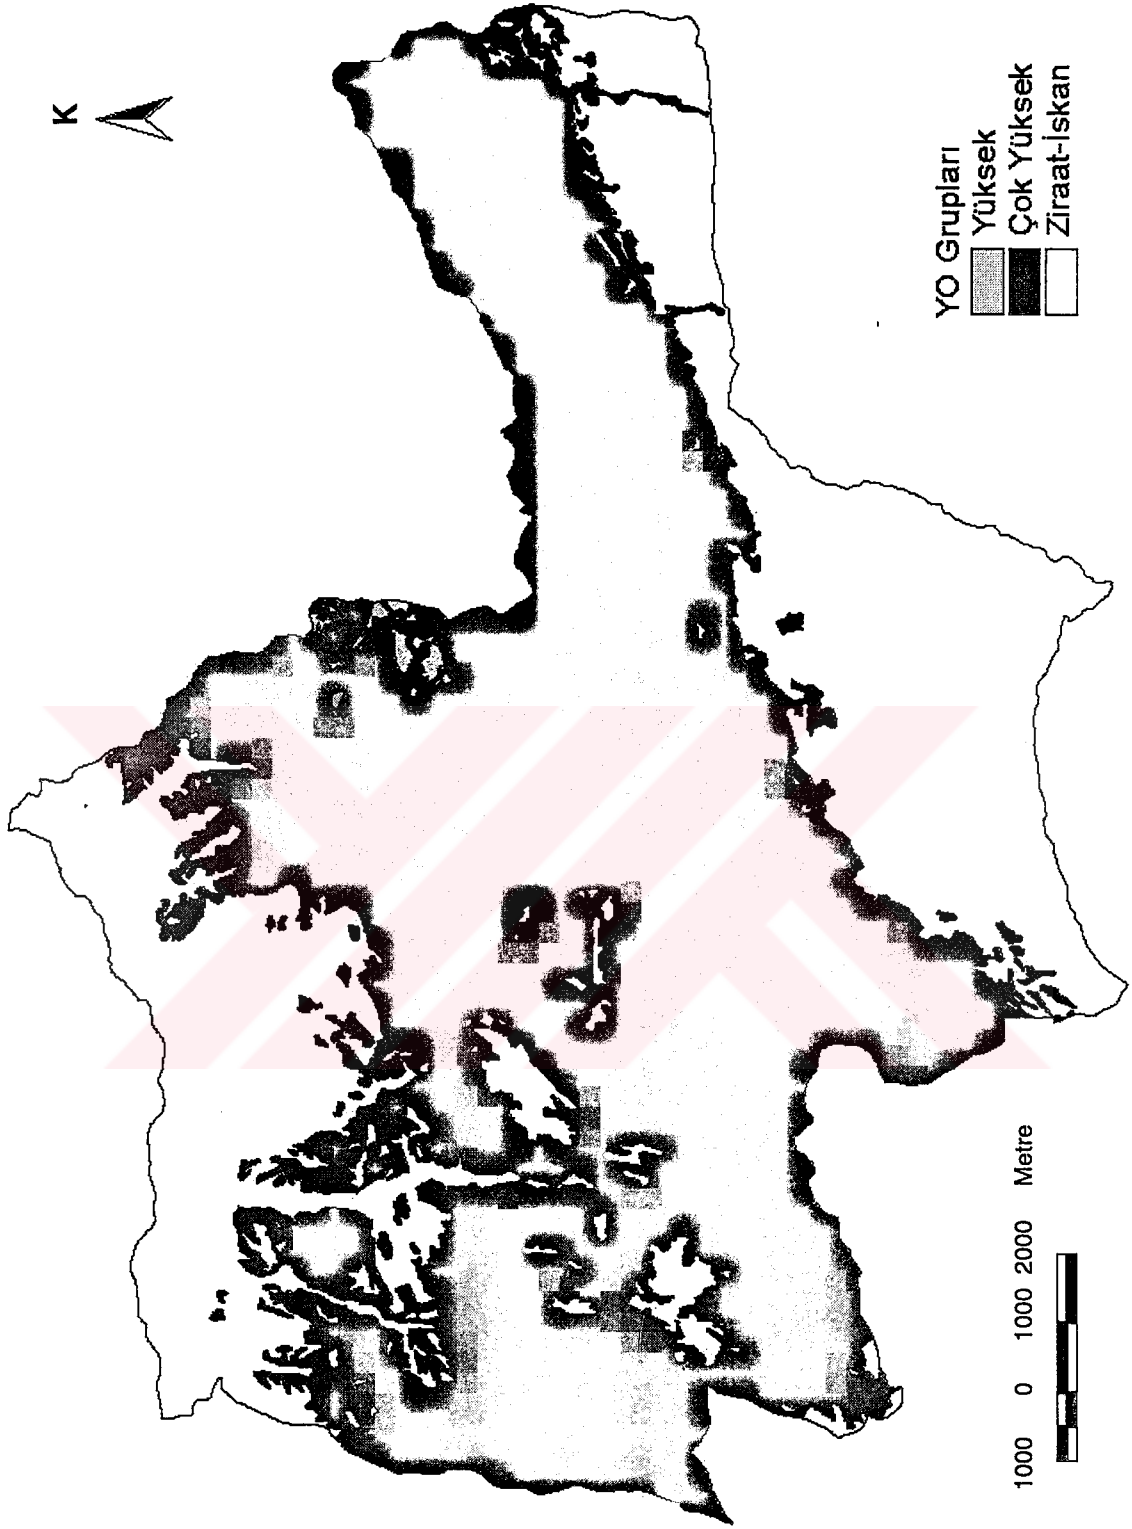 K
YO Grupları
Yüksek
Çok Yüksek
Ziraat-İskan
1000 0 1000 2000 Metre